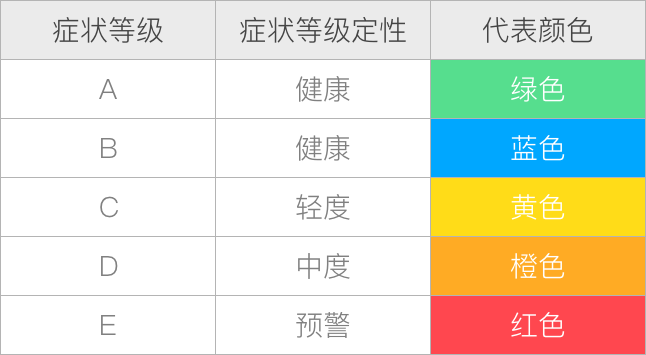 症状等级 症状等级定性 代表颜色
A 健康 绿色
B 健康 蓝色
C 轻度 黄色
D 中度 橙色
E 预警 红色